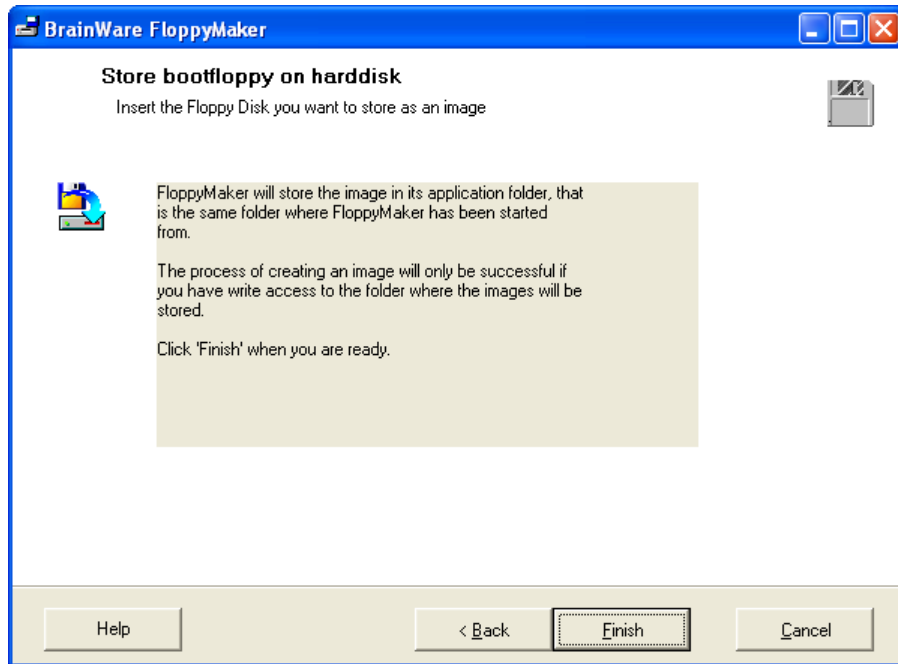 BrainWare FloppyMaker
Store bootfloppy on harddisk
Insert the Floppy Disk you want to store as an image
FloppyMaker will store the image in its application folder, that
is the same folder where FloppyMaker has been started
from.
The process of creating an image will only be successful if
you have write access to the folder where the images will be
stored.
Click 'Finish' when you are ready.
Help
< Back
Finish
Cancel